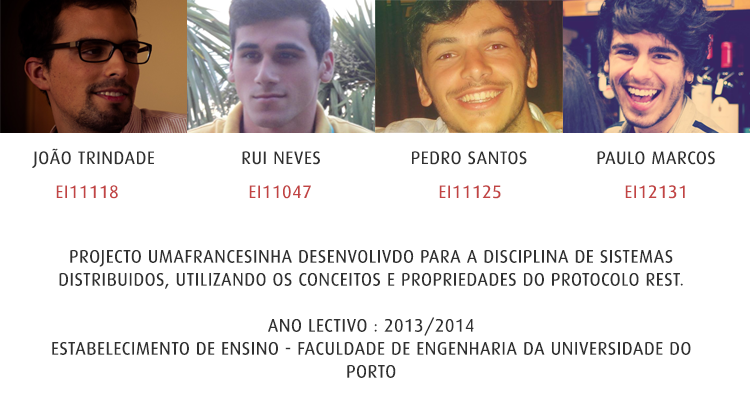 JOÃO TRINDADE RUI NEVES PEDRO SANTOS PAULO MARCOS
EI11118 EI11047 EI11125 EI12131
PROJECTO UMAFRANCESINHA DESENVOLIVDO PARA A DISCIPLINA DE SISTEMAS
DISTRIBUIDOS, UTILIZANDO OS CONCEITOS E PROPRIEDADES DO PROTOCOLO REST.
ANO LECTIVO : 2013/2014
ESTABELECIMENTO DE ENSINO - FACULDADE DE ENGENHARIA DA UNIVERSIDADE DO
PORTO